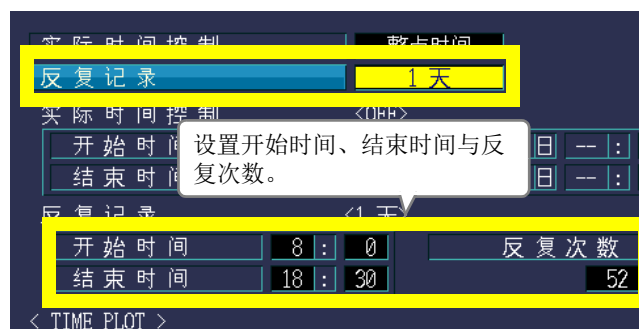 实际时间控制 整点时间
反复记录 1天
实际时间控制 <OFF>
开始时间 日 -- :
结束时间 日 -- :
设置开始时间、结束时间与反
复次数。
反复记录 <1天>
开始时间 8 : 0 反复次数
结束时间 18 : 30 52
< TIME PLOT >